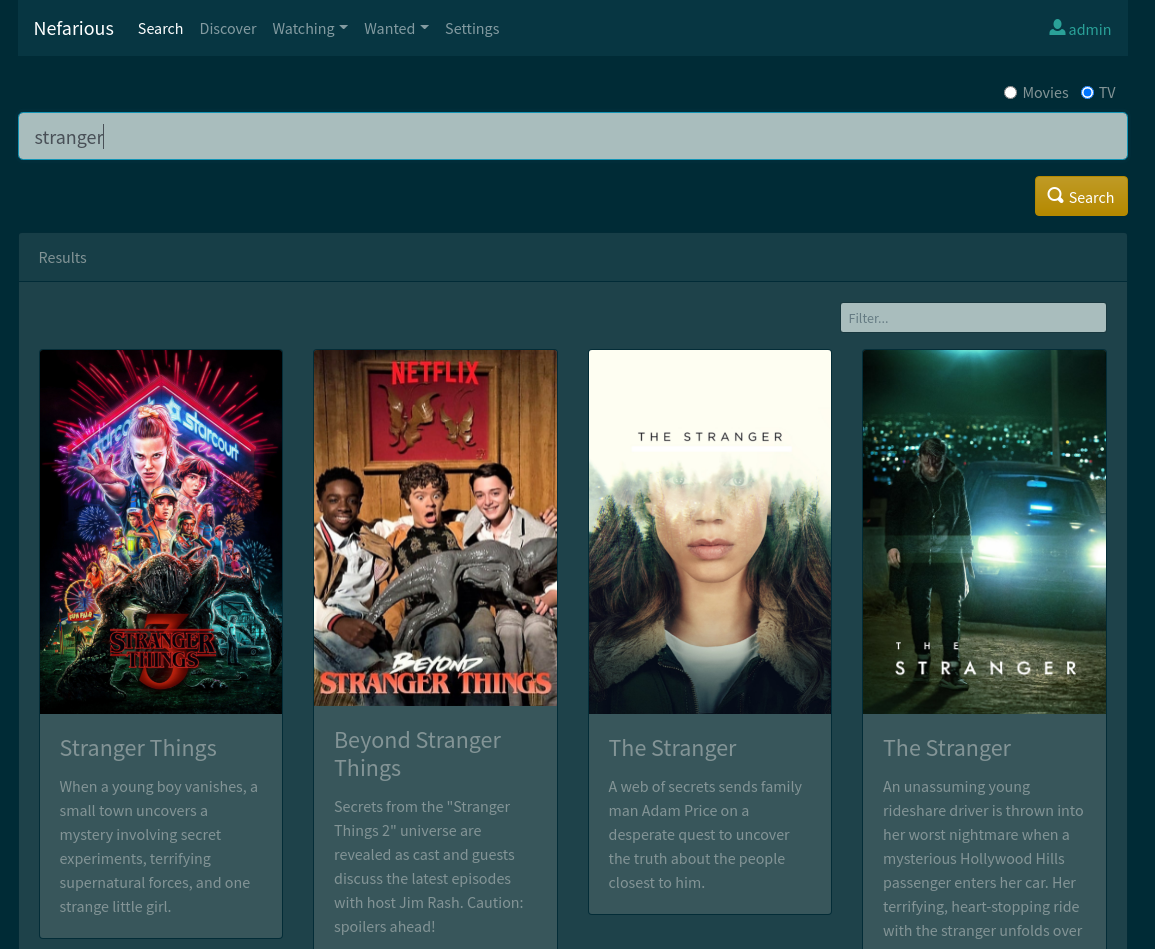 Nefarious Search Discover Watching Wanted Settings admin
Movies TV
stranger
Search
Results
Filter...
starcourt
STRANGER
THINGS
3
NETFLIX
BEYOND
STRANGER THINGS
THE STRANGER
THE
STRANGER
Stranger Things
When a young boy vanishes, a
small town uncovers a
mystery involving secret
experiments, terrifying
supernatural forces, and one
strange little girl.
Beyond Stranger
Things
Secrets from the "Stranger
Things 2" universe are
revealed as cast and guests
discuss the latest episodes
with host Jim Rash. Caution:
spoilers ahead!
The Stranger
A web of secrets sends family
man Adam Price on a
desperate quest to uncover
the truth about the people
closest to him.
The Stranger
An unassuming young
rideshare driver is thrown into
her worst nightmare when a
mysterious Hollywood Hills
passenger enters her car. Her
terrifying, heart-stopping ride
with the stranger unfolds over